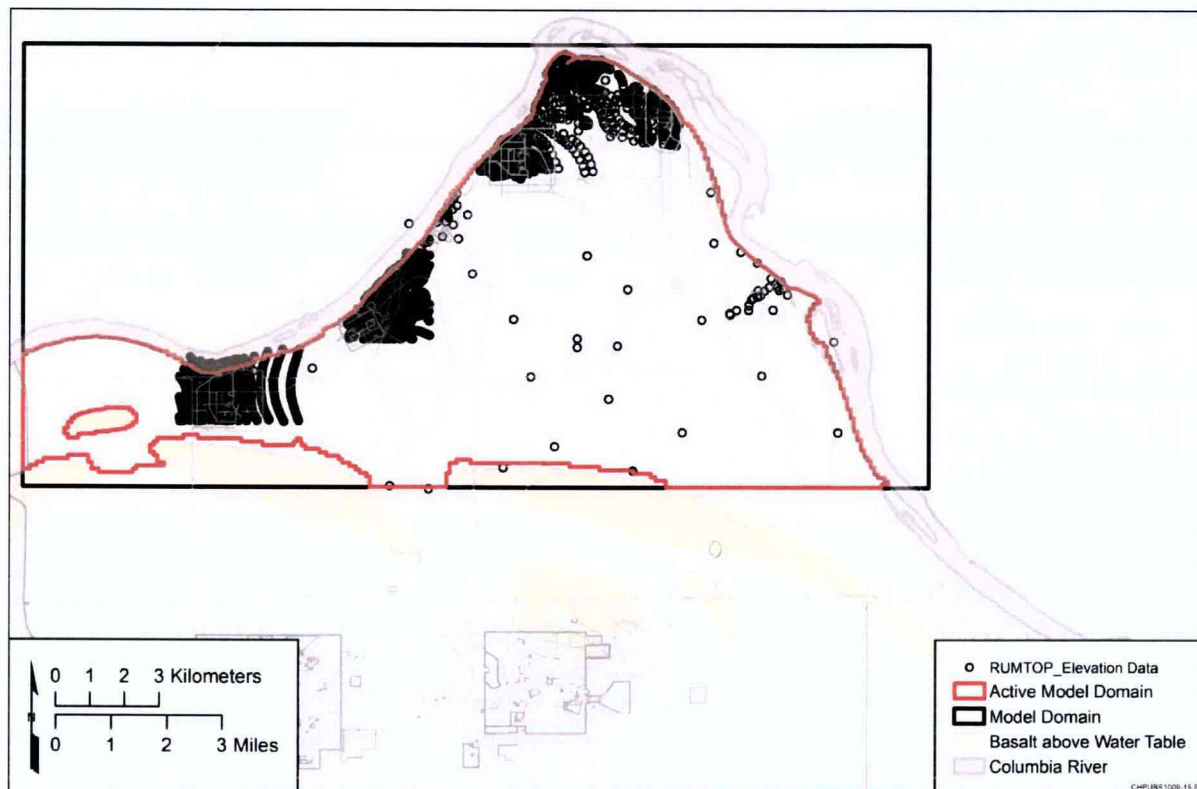 0 1 2 3 Kilometers
0 1 2 3 Miles
N
RUMTOP_Elevation Data
Active Model Domain
Model Domain
Basalt above Water Table
Columbia River